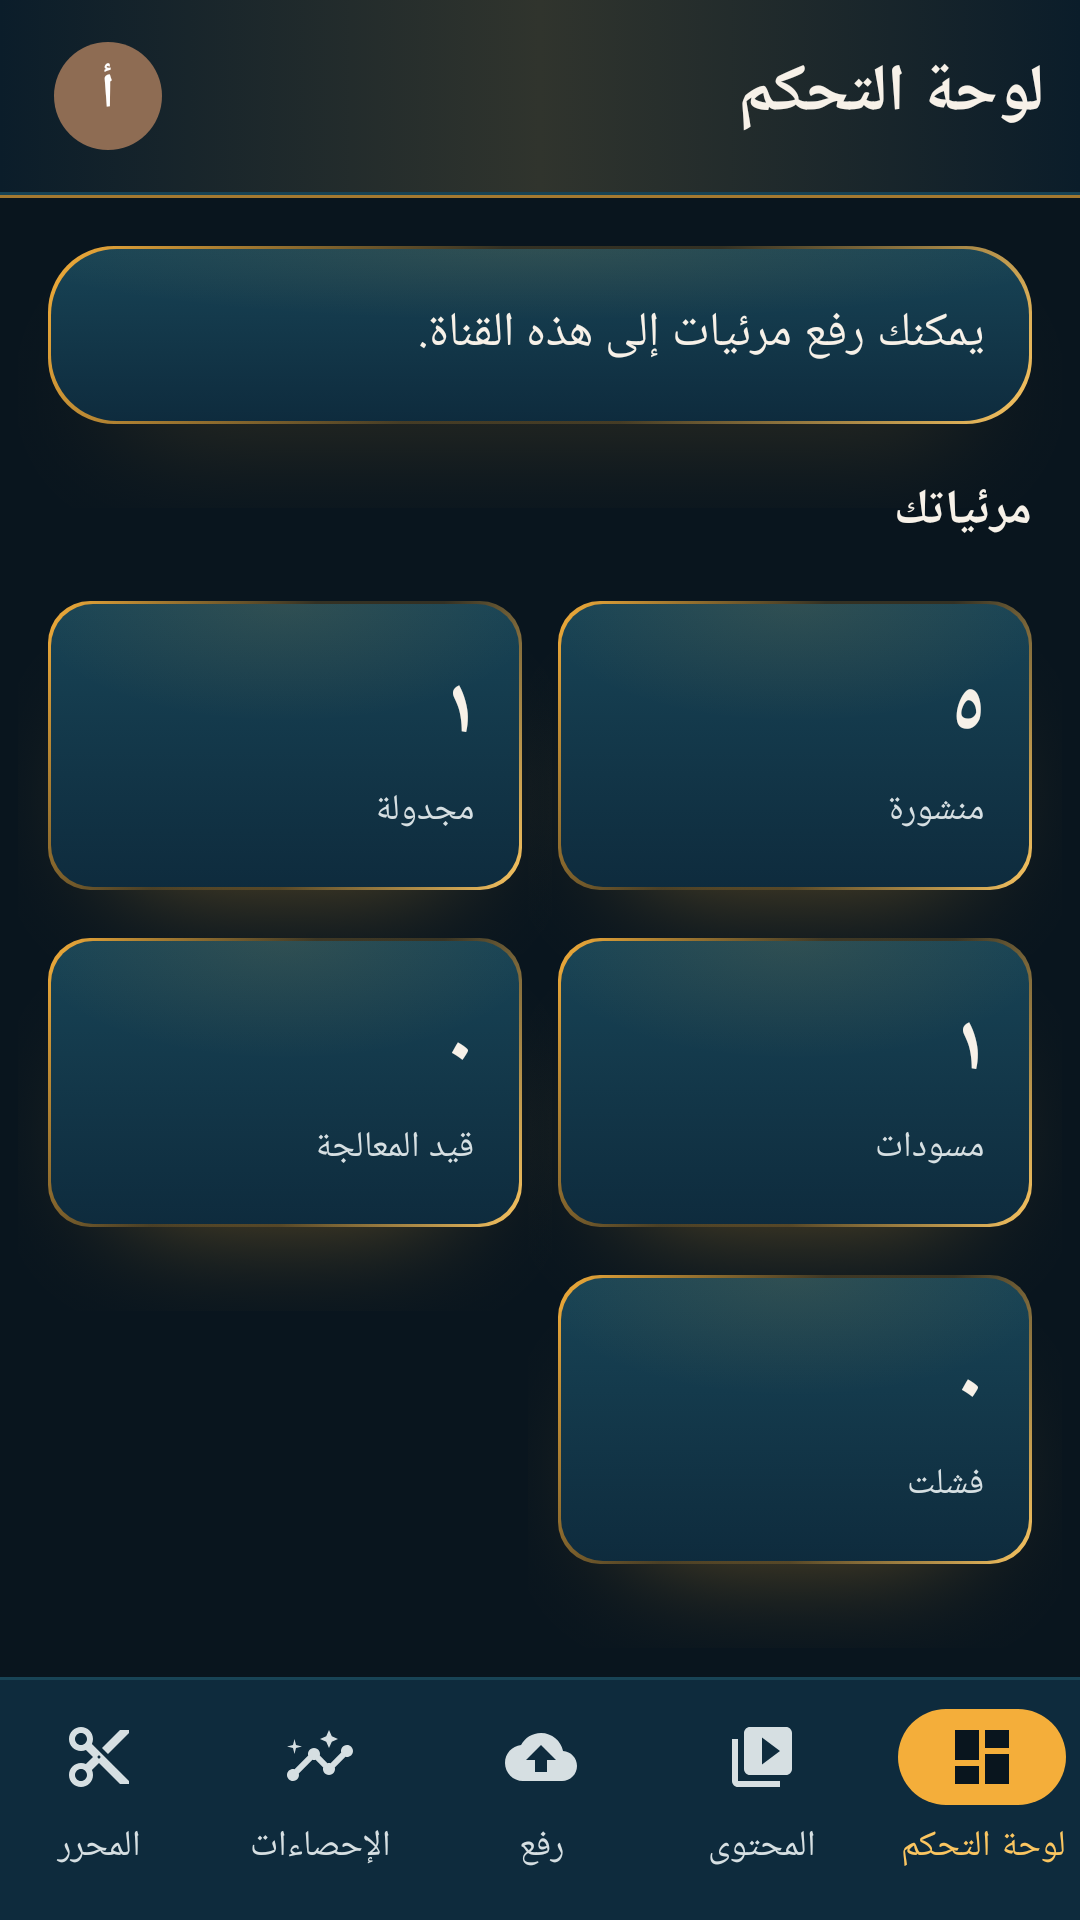 لوحة التحكم
أ
يمكنك رفع مرئيات إلى هذه القناة.
مرئياتك
٥
منشورة
١
مجدولة
١
مسودات
٠
قيد المعالجة
٠
فشلت
لوحة التحكم
المحتوى
رفع
الإحصاءات
المحرر